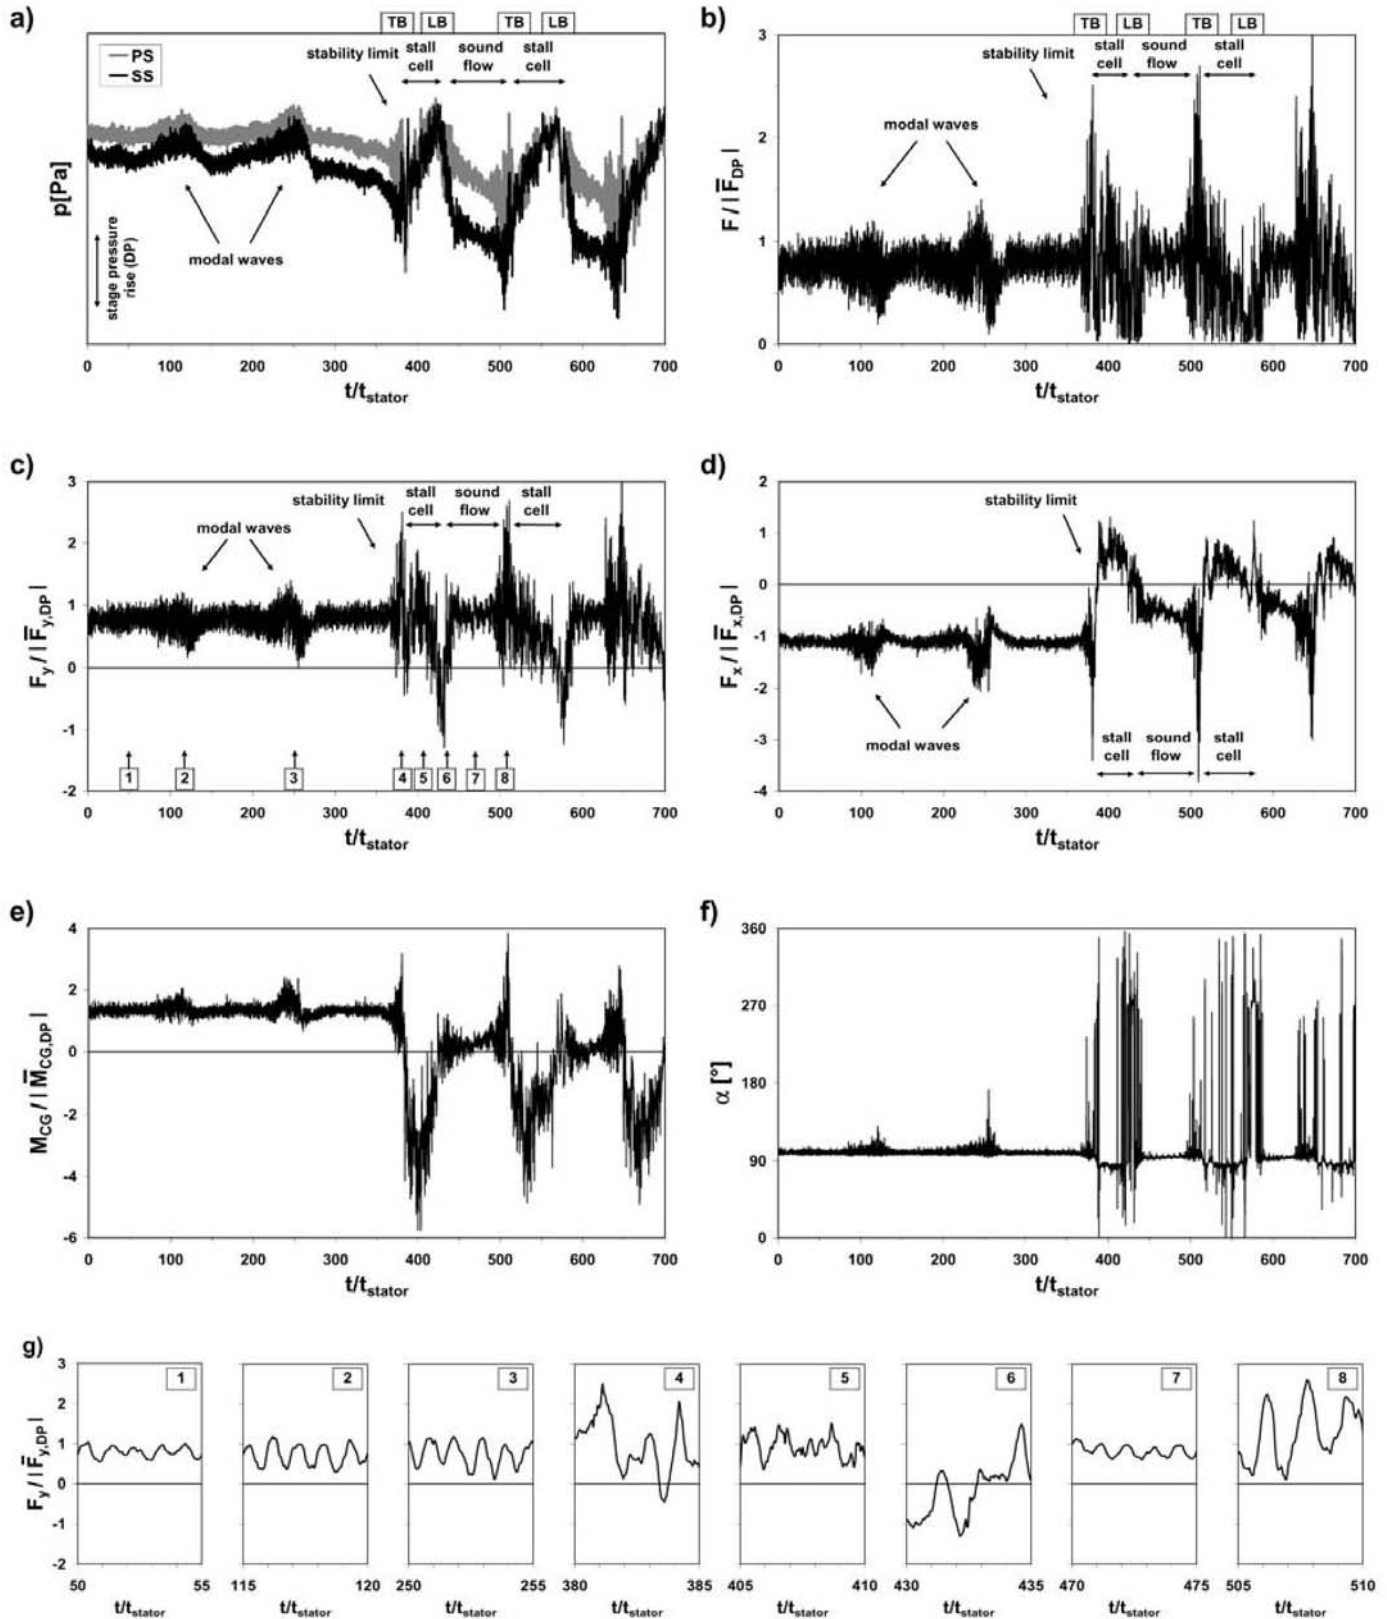 a)
TB LB TB LB
PS
SS
stability limit
stall cell
sound flow
stall cell
modal waves
stage pressure rise (DP)
p[Pa]
0 100 200 300 400 500 600 700
t/t_stator
b)
TB LB TB LB
stability limit
stall cell
sound flow
stall cell
modal waves
F / |F̅_DP|
3
2
1
0
0 100 200 300 400 500 600 700
t/t_stator
c)
stability limit
stall cell
sound flow
stall cell
modal waves
F_y / |F̅_y,DP|
3
2
1
0
-1
-2
1 2 3 4 5 6 7 8
0 100 200 300 400 500 600 700
t/t_stator
d)
stability limit
modal waves
stall cell
sound flow
stall cell
F_x / |F̅_x,DP|
2
1
0
-1
-2
-3
-4
0 100 200 300 400 500 600 700
t/t_stator
e)
M_CG / |M̅_CG,DP|
4
2
0
-2
-4
-6
0 100 200 300 400 500 600 700
t/t_stator
f)
α [°]
360
270
180
90
0
0 100 200 300 400 500 600 700
t/t_stator
g)
F_y / |F̅_y,DP|
3
2
1
0
-1
-2
1 2 3 4 5 6 7 8
50 55 115 120 250 255 380 385 405 410 430 435 470 475 505 510
t/t_stator t/t_stator t/t_stator t/t_stator t/t_stator t/t_stator t/t_stator t/t_stator